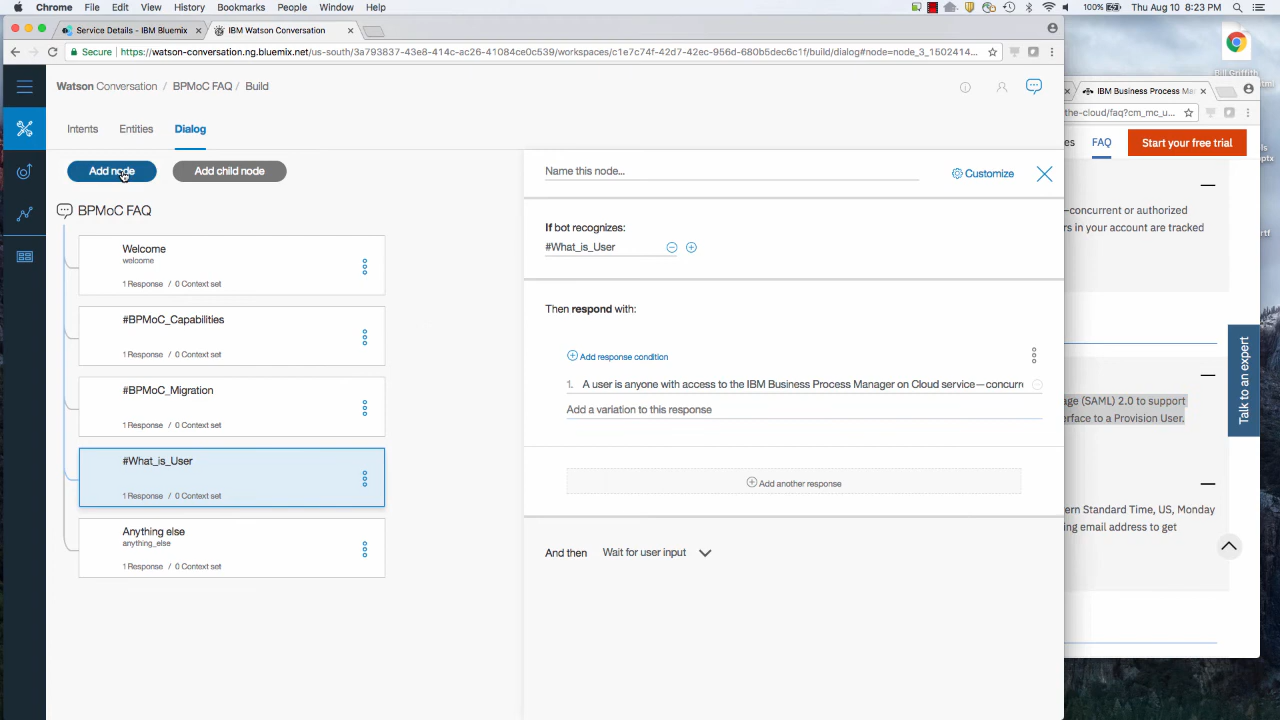 Chrome File Edit View History Bookmarks People Window Help 100% Thu Aug 10 8:23 PM
Service Details - IBM Bluemix IBM Watson Conversation
Secure https://watson-conversation.ng.bluemix.net/us-south/3a793837-43e8-414c-ac26-41084ce0c539/workspaces/c1e7c74f-42d7-42ec-956d-680b5dec6c1f/build/dialog#node=node_3_1502414...
IBM Business Process Ma
the-cloud/faq?cm_mc_u...
Watson Conversation / BPMoC FAQ / Build
es FAQ Start your free trial
Intents Entities Dialog
Add node Add child node
Name this node... Customize
BPMoC FAQ
Welcome
welcome
1 Response / 0 Context set
#BPMoC_Capabilities
1 Response / 0 Context set
#BPMoC_Migration
1 Response / 0 Context set
#What_is_User
1 Response / 0 Context set
Anything else
anything_else
1 Response / 0 Context set
If bot recognizes:
#What_is_User
Then respond with:
Add response condition
1. A user is anyone with access to the IBM Business Process Manager on Cloud service—concurr
Add a variation to this response
Add another response
And then Wait for user input
—concurrent or authorized
rs in your account are tracked
Talk to an expert
age (SAML) 2.0 to support
erface to a Provision User.
ern Standard Time, US, Monday
ing email address to get